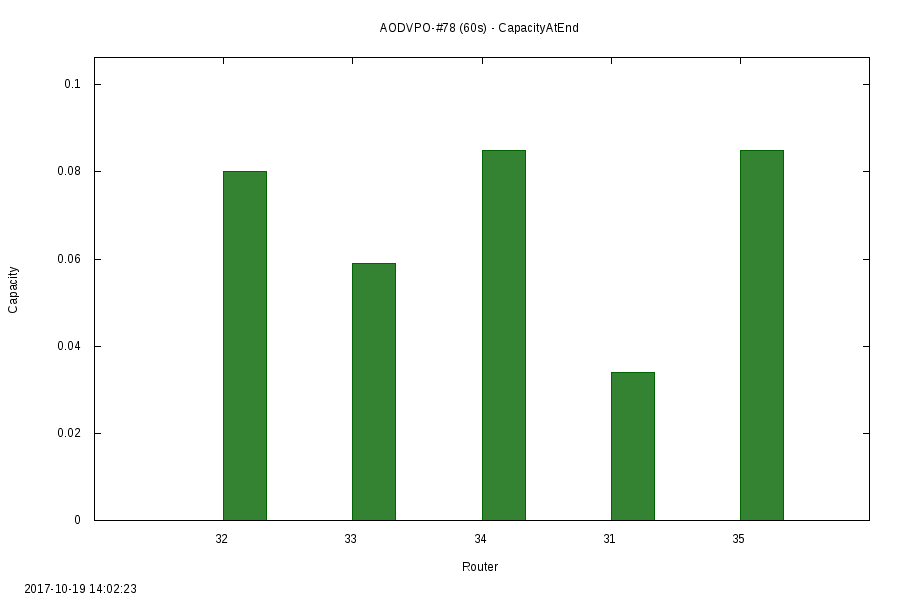 AODVPO-#78 (60s) - CapacityAtEnd
0.1
0.08
0.06
0.04
0.02
0
Capacity
32 33 34 31 35
Router
2017-10-19 14:02:23